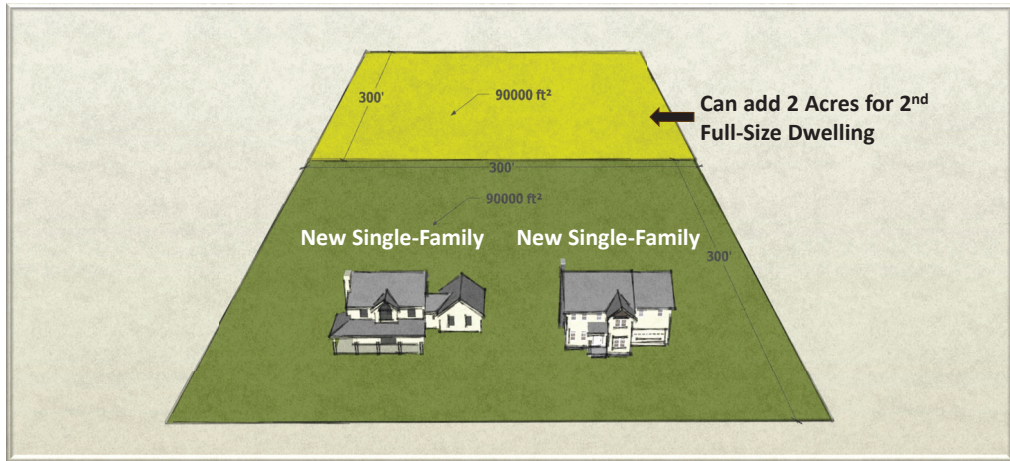 300'
90000 ft²
Can add 2 Acres for 2nd
Full-Size Dwelling
300'
90000 ft²
New Single-Family
New Single-Family
300'